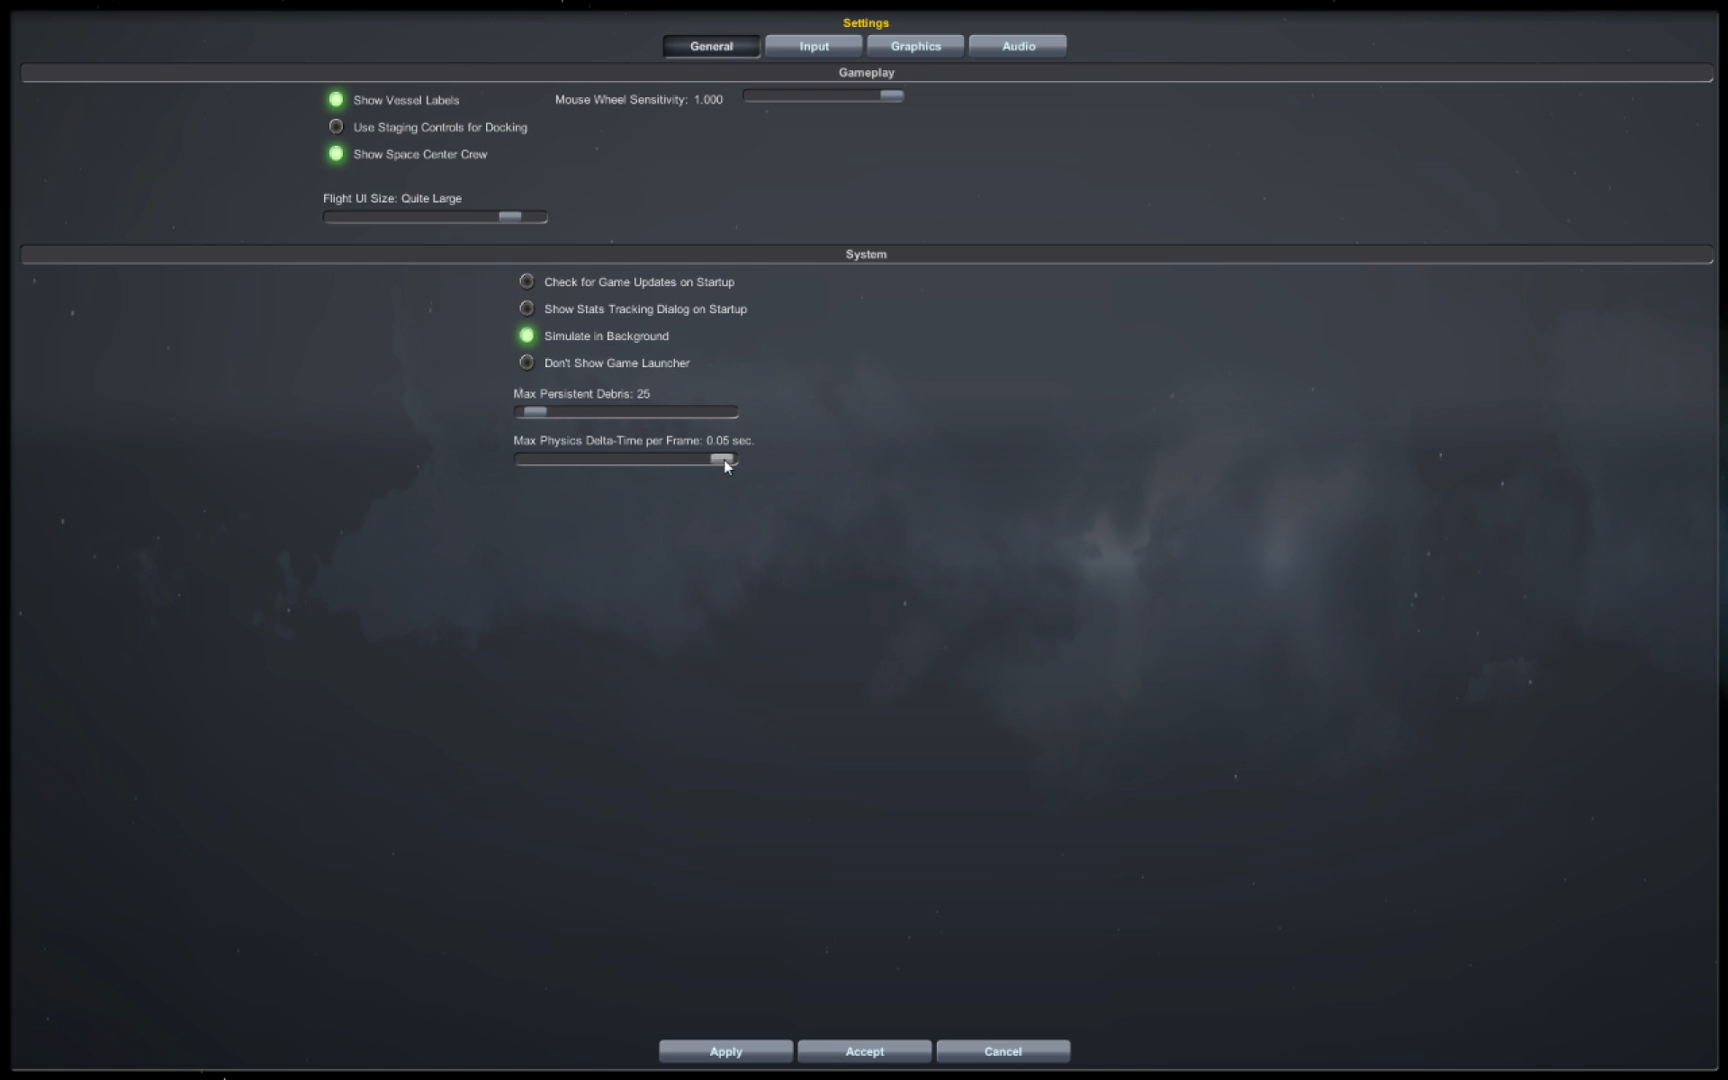 Settings
General
Input
Graphics
Audio
Gameplay
Show Vessel Labels
Mouse Wheel Sensitivity: 1.000
Use Staging Controls for Docking
Show Space Center Crew
Flight UI Size: Quite Large
System
Check for Game Updates on Startup
Show Stats Tracking Dialog on Startup
Simulate in Background
Don't Show Game Launcher
Max Persistent Debris: 25
Max Physics Delta-Time per Frame: 0.05 sec.
Apply
Accept
Cancel